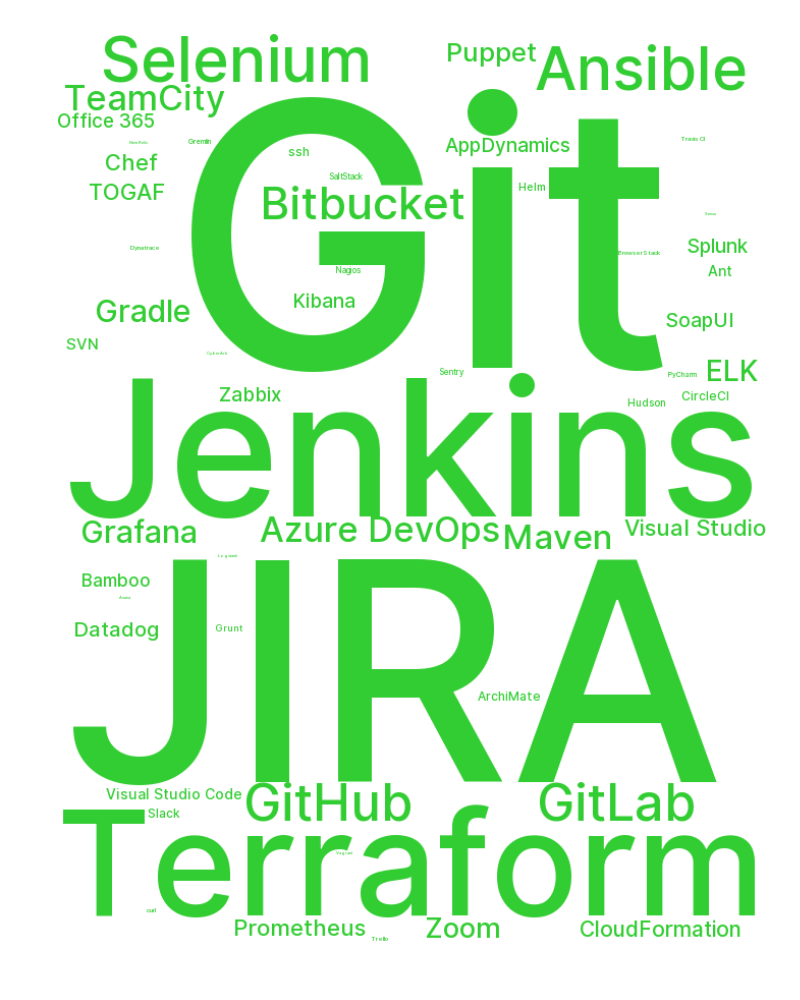 Selenium
Puppet
Ansible
TeamCity
Office 365
Git
Gremlin
ssh
AppDynamics
Travis CI
Chef
SaltStack
TOGAF
Bitbucket
Helm
Dynatrace
BrowserStack
Splunk
Nagios
Ant
Kibana
Gradle
SoapUI
SVN
CyberArk
Sentry
PyCharm
ELK
Jenkins
Zabbix
Hudson
CircleCI
Grafana
Azure DevOps
Maven
Visual Studio
JIRA
Bamboo
Datadog
Grunt
ArchiMate
Visual Studio Code
GitHub
GitLab
Slack
Terraform
curl
Prometheus
Trello
Zoom
CloudFormation